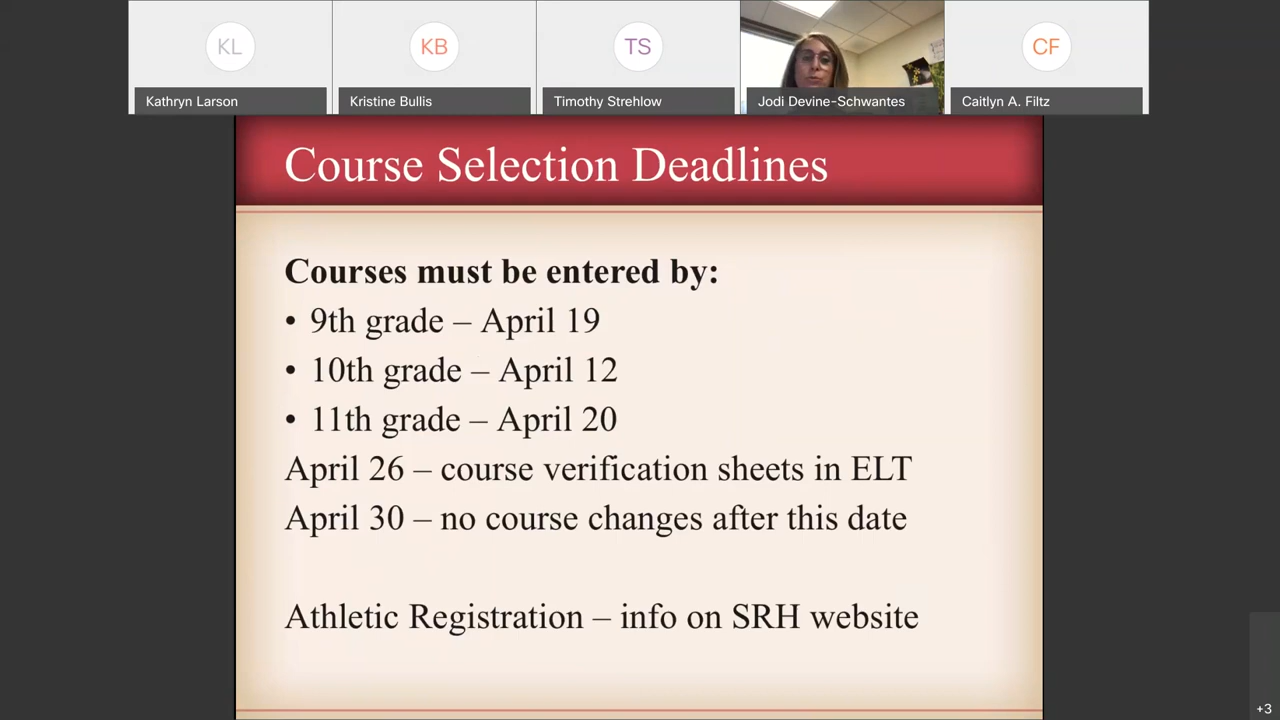 KL
KB
TS
CF
Kathryn Larson
Kristine Bullis
Timothy Strehlow
Jodi Devine-Schwantes
Caitlyn A. Filtz
Course Selection Deadlines
Courses must be entered by:
• 9th grade – April 19
• 10th grade – April 12
• 11th grade – April 20
April 26 – course verification sheets in ELT
April 30 – no course changes after this date
Athletic Registration – info on SRH website
+3